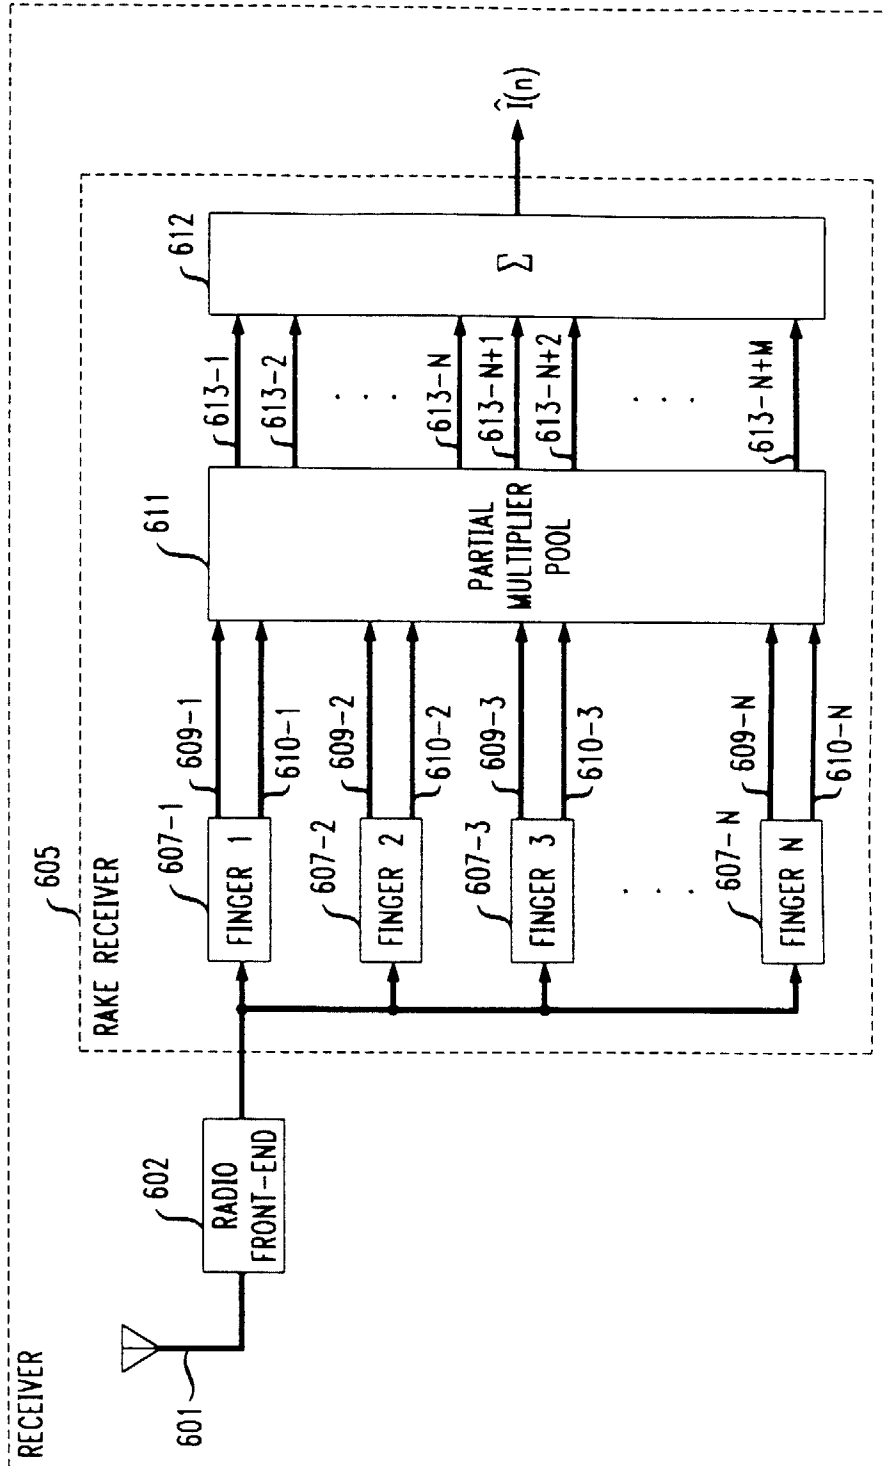 RECEIVER
601
602
RADIO
FRONT-END
605
RAKE RECEIVER
607-1
FINGER 1
609-1
610-1
607-2
FINGER 2
609-2
610-2
607-3
FINGER 3
609-3
610-3
. . .
607-N
FINGER N
609-N
610-N
611
PARTIAL
MULTIPLIER
POOL
613-1
613-2
. . .
613-N
613-N+1
613-N+2
. . .
613-N+M
612
Σ
Î(n)